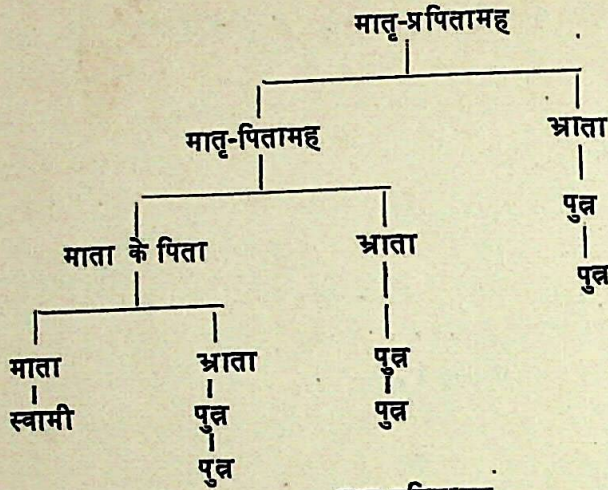 मातृ-प्रपितामह
मातृ-पितामह भ्राता
माता के पिता भ्राता पुत्र
पुत्र
माता भ्राता पुत्र
स्वामी पुत्र पुत्र
पुत्र